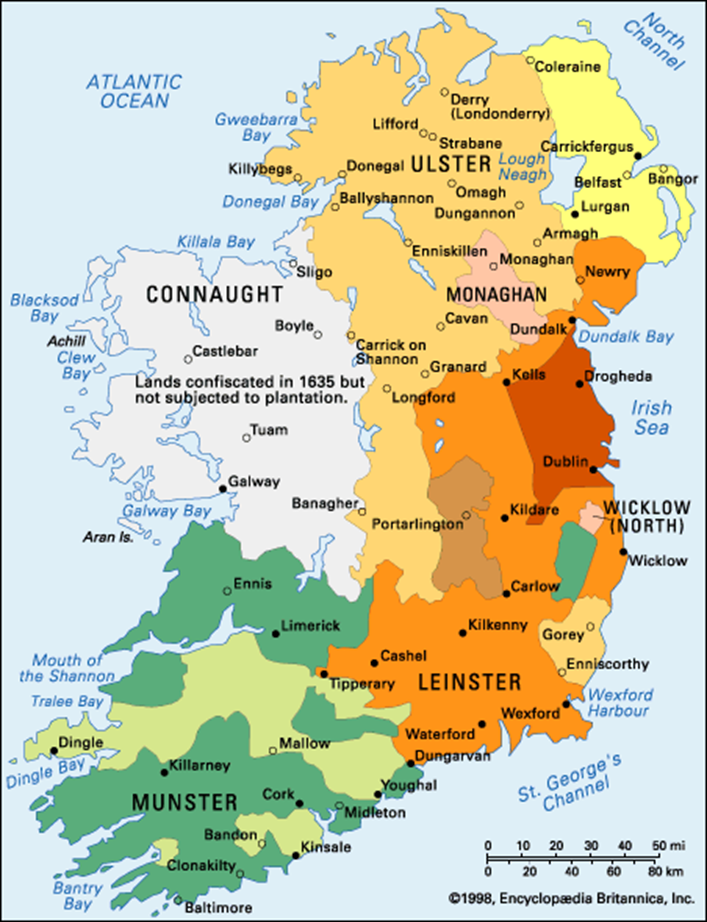 North
Channel
ATLANTIC
OCEAN
Coleraine
Derry
(Londonderry)
Gweebarra
Bay
Lifford
Strabane
Carrickfergus
ULSTER
Lough
Neagh
Killybegs
Donegal
Belfast
Bangor
Omagh
Donegal Bay
Ballyshannon
Dungannon
Lurgan
Armagh
Killala Bay
Enniskillen
Monaghan
Sligo
Newry
CONNAUGHT
MONAGHAN
Blacksod
Bay
Boyle
Cavan
Dundalk
Dundalk Bay
Achill
Clew
Bay
Castlebar
Carrick on
Shannon
Granard
Kells
Drogheda
Lands confiscated in 1635 but
not subjected to plantation.
Longford
Irish
Sea
Tuam
Dublin
Galway
Galway Bay
Banagher
Kildare
WICKLOW
(NORTH)
Portarlington
Aran Is.
Wicklow
Ennis
Carlow
Limerick
Kilkenny
Gorey
Mouth of
the Shannon
Cashel
Enniscorthy
Tipperary
LEINSTER
Tralee Bay
Wexford
Wexford
Harbour
Waterford
Dingle
Mallow
Dungarvan
Dingle Bay
Killarney
St. George's
Channel
Youghal
MUNSTER
Cork
Midleton
Bandon
Kinsale
Clonakilty
Bantry
Bay
Baltimore
0 10 20 30 40 50 mi
0 20 40 60 80 km
©1998, Encyclopædia Britannica, Inc.